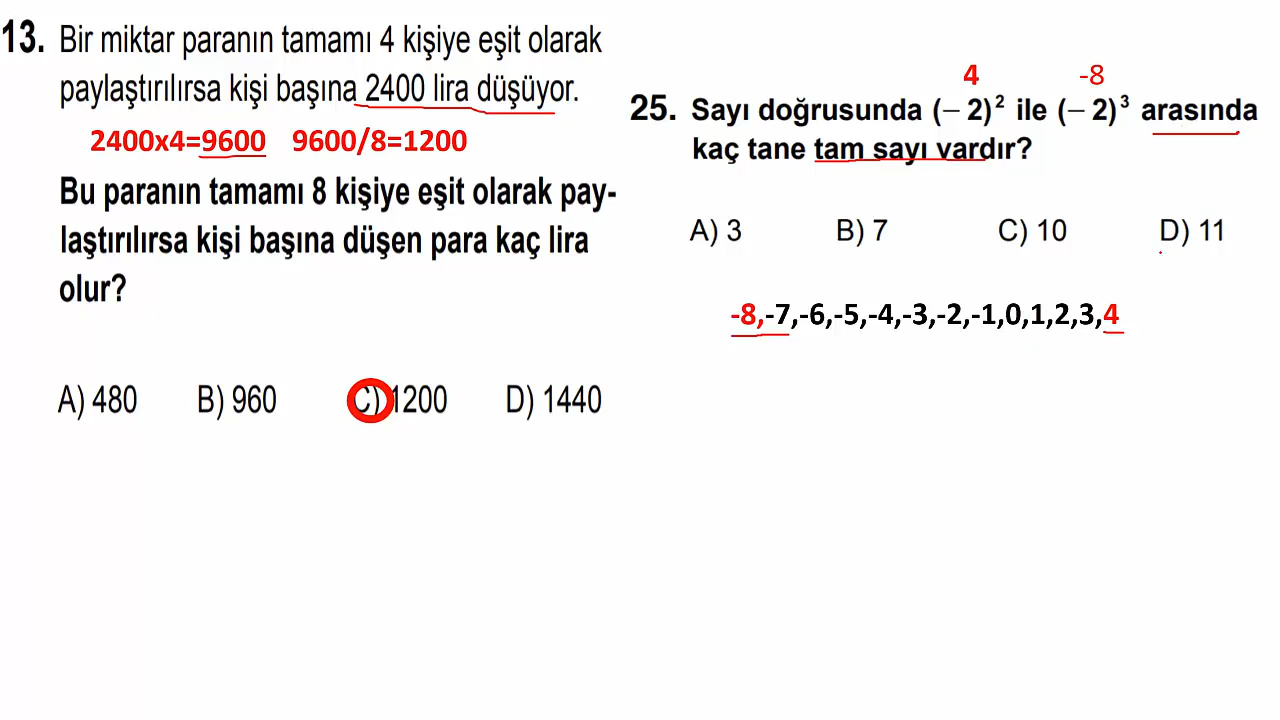 13. Bir miktar paranın tamamı 4 kişiye eşit olarak
paylaştırılırsa kişi başına 2400 lira düşüyor.
2400x4=9600 9600/8=1200
Bu paranın tamamı 8 kişiye eşit olarak pay-
laştırılırsa kişi başına düşen para kaç lira
olur?
A) 480 B) 960 C) 1200 D) 1440
4 -8
25. Sayı doğrusunda (– 2)² ile (– 2)³ arasında
kaç tane tam sayı vardır?
A) 3 B) 7 C) 10 D) 11
-8,-7,-6,-5,-4,-3,-2,-1,0,1,2,3,4